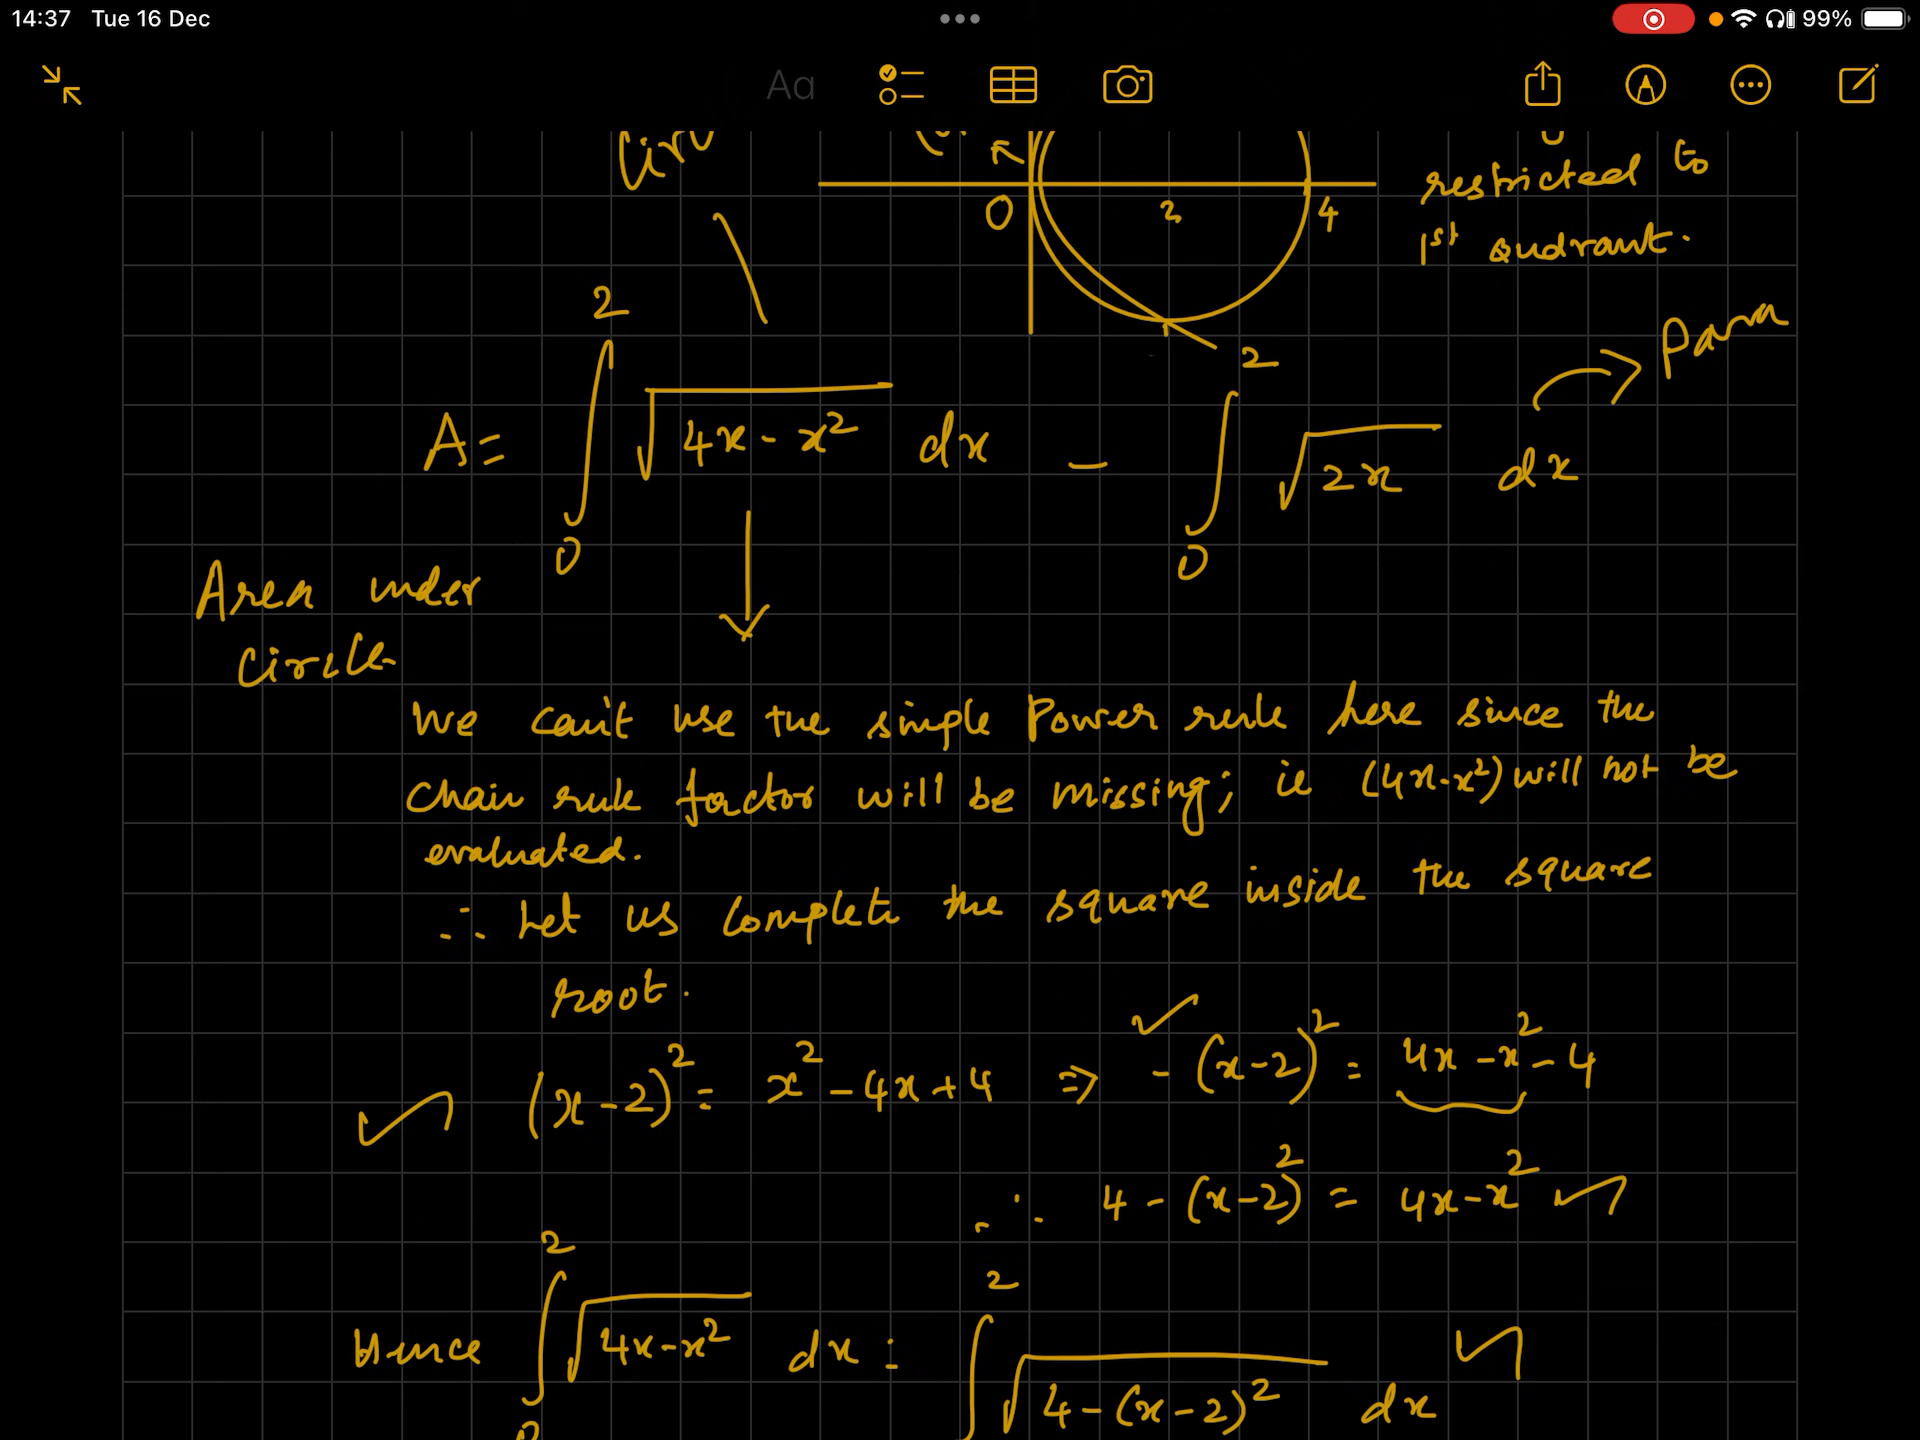 14:37 Tue 16 Dec
99%
Aa
restricted to
0 2 4
1st quadrant.
Para
A = ∫₀² √(4x - x²) dx - ∫₀² √(2x) dx
Area under
Circle
We can't use the simple Power rule here since the
chain rule factor will be missing; ie (4x-x²) will not be
evaluated.
∴ Let us complete the square inside the square
root.
(x-2)² = x² - 4x + 4 ⇒ -(x-2)² = 4x - x² - 4
∴ 4 - (x-2)² = 4x - x²
Hence ∫₀² √(4x-x²) dx = ∫² √(4-(x-2)²) dx